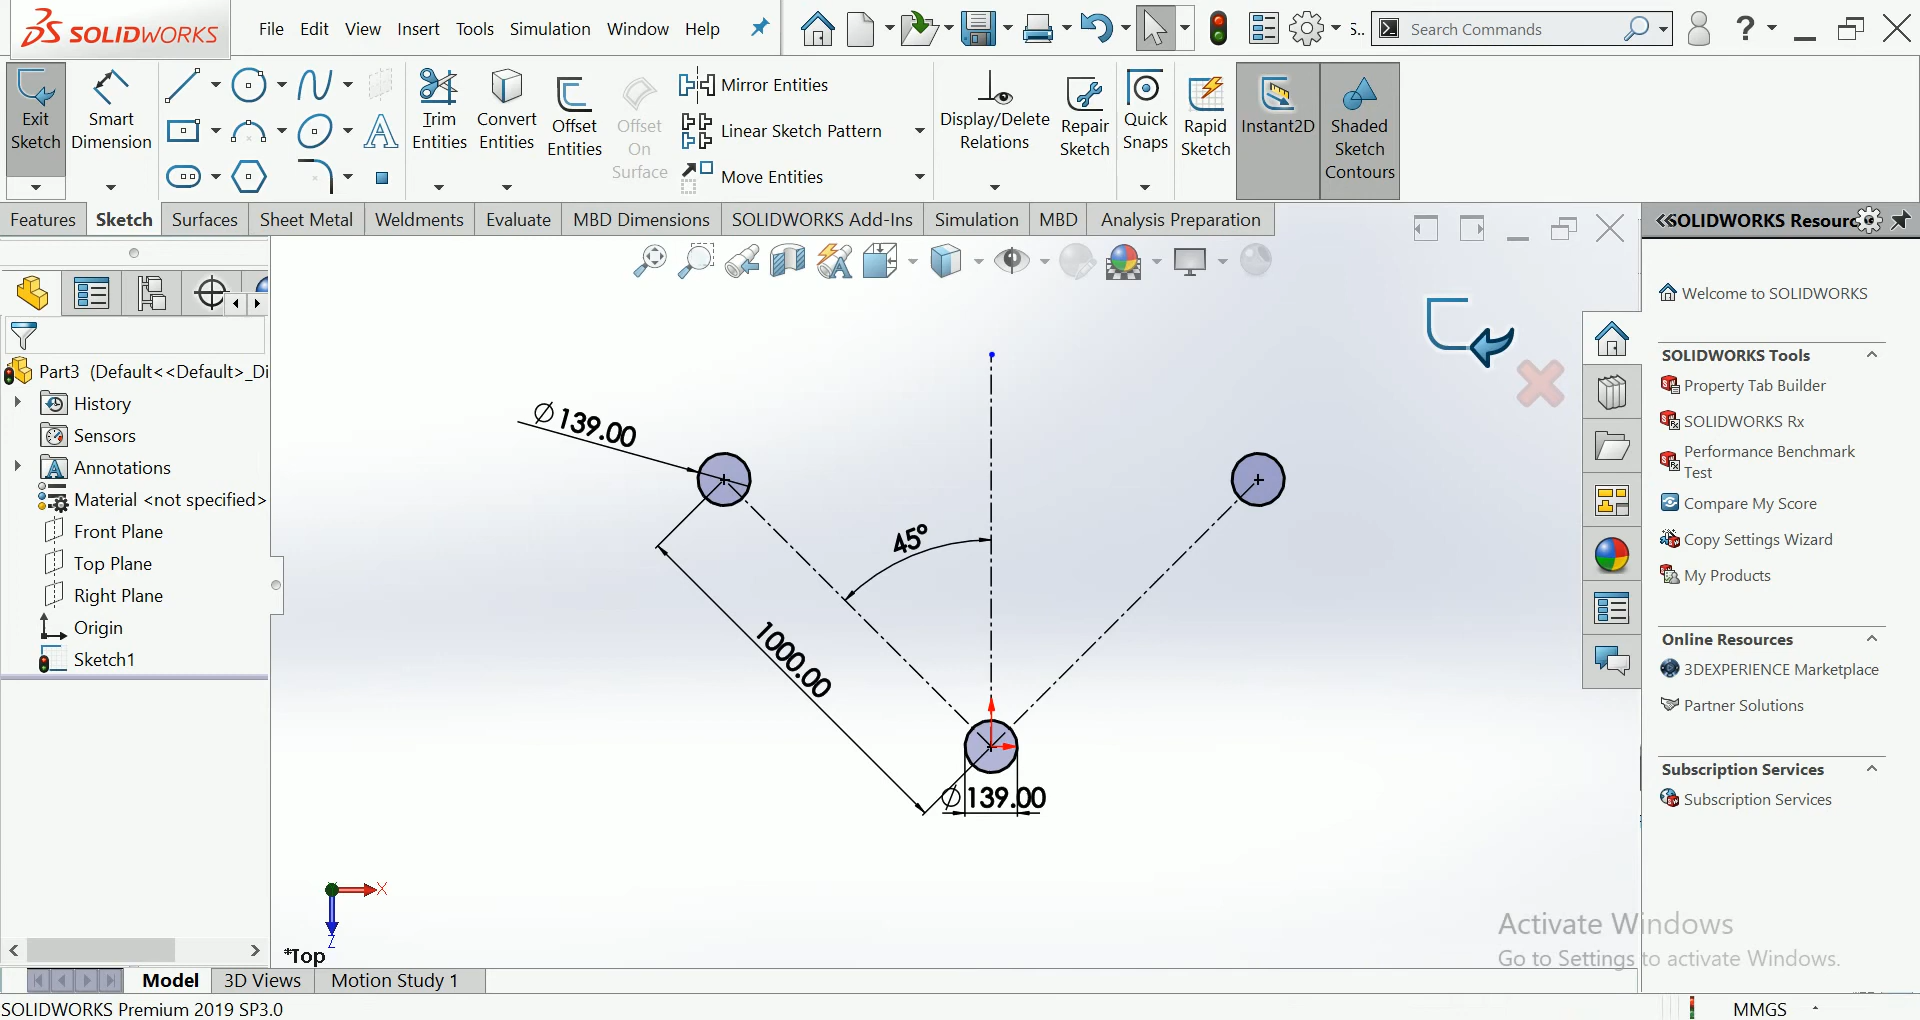 SOLIDWORKS
File Edit View Insert Tools Simulation Window Help
S..
Search Commands
Exit Sketch
Smart Dimension
Trim Entities
Convert Entities
Offset Entities
Offset On Surface
Mirror Entities
Linear Sketch Pattern
Move Entities
Display/Delete Relations
Repair Sketch
Quick Snaps
Rapid Sketch
Instant2D
Shaded Sketch Contours
Features Sketch Surfaces Sheet Metal Weldments Evaluate MBD Dimensions SOLIDWORKS Add-Ins Simulation MBD Analysis Preparation
Part3 (Default<<Default>_Di
History
Sensors
Annotations
Material <not specified>
Front Plane
Top Plane
Right Plane
Origin
Sketch1
∅139.00
45°
1000.00
∅139.00
X
Z
*Top
SOLIDWORKS Resourc
Welcome to SOLIDWORKS
SOLIDWORKS Tools
Property Tab Builder
SOLIDWORKS Rx
Performance Benchmark
Test
Compare My Score
Copy Settings Wizard
My Products
Online Resources
3DEXPERIENCE Marketplace
Partner Solutions
Subscription Services
Subscription Services
Activate Windows
Go to Settings to activate Windows.
Model 3D Views Motion Study 1
SOLIDWORKS Premium 2019 SP3.0
MMGS